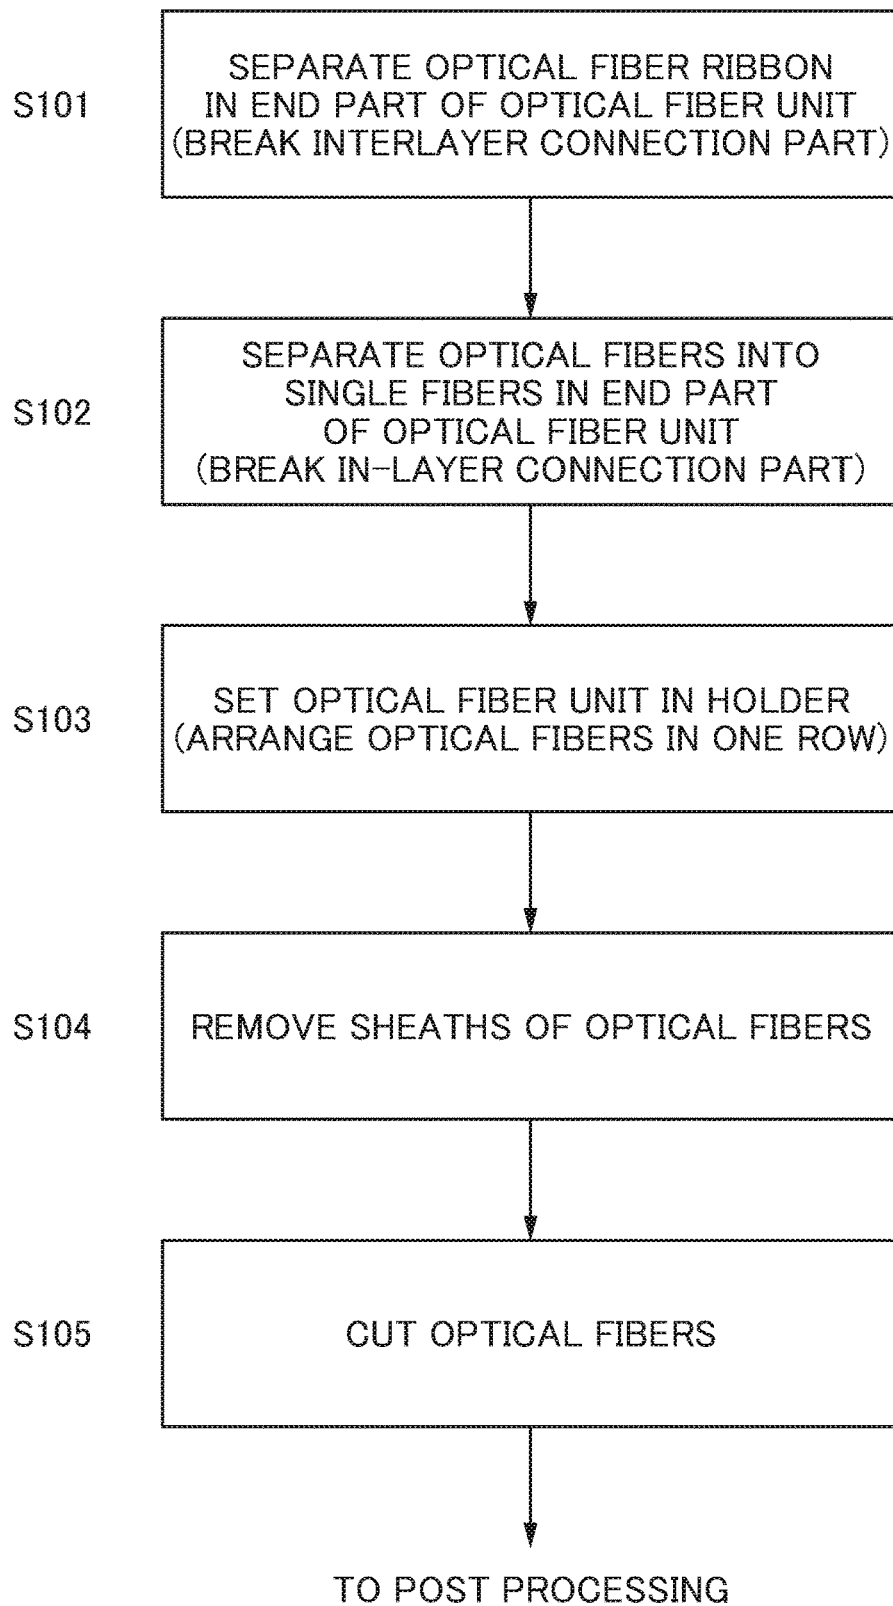 S101
SEPARATE OPTICAL FIBER RIBBON
IN END PART OF OPTICAL FIBER UNIT
(BREAK INTERLAYER CONNECTION PART)
S102
SEPARATE OPTICAL FIBERS INTO
SINGLE FIBERS IN END PART
OF OPTICAL FIBER UNIT
(BREAK IN-LAYER CONNECTION PART)
S103
SET OPTICAL FIBER UNIT IN HOLDER
(ARRANGE OPTICAL FIBERS IN ONE ROW)
S104
REMOVE SHEATHS OF OPTICAL FIBERS
S105
CUT OPTICAL FIBERS
TO POST PROCESSING